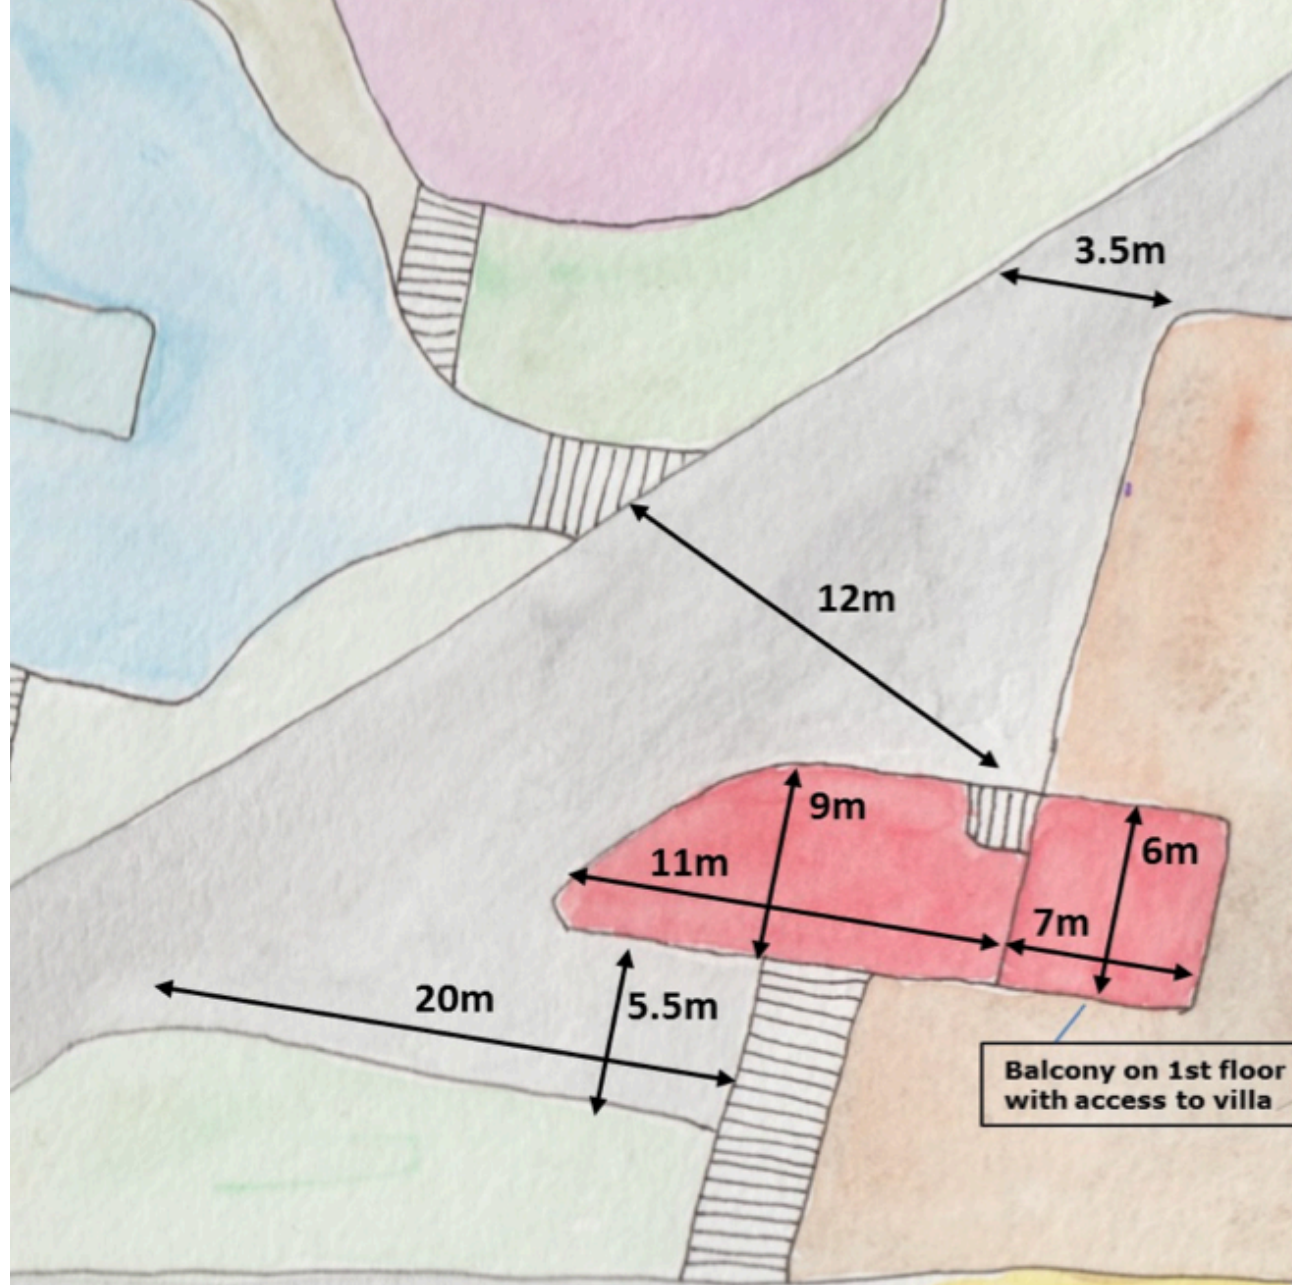 3.5m
12m
9m
11m
6m
7m
20m
5.5m
Balcony on 1st floor
with access to villa